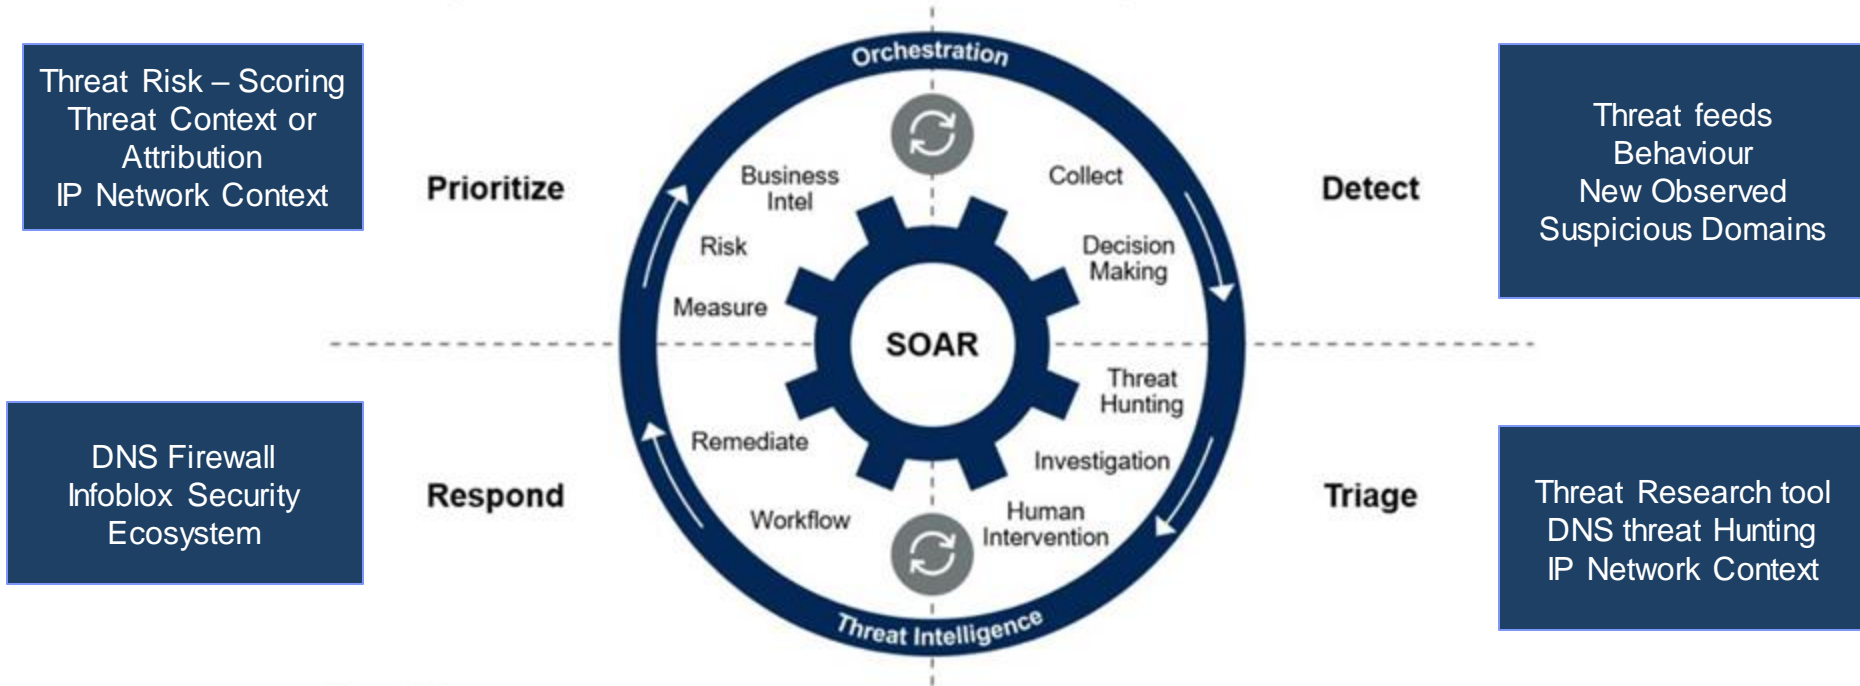 Orchestration
Threat Risk – Scoring
Threat Context or
Attribution
IP Network Context
Prioritize
Business
Intel
Risk
Measure
Collect
Decision
Making
Detect
Threat feeds
Behaviour
New Observed
Suspicious Domains
SOAR
DNS Firewall
Infoblox Security
Ecosystem
Respond
Remediate
Workflow
Threat
Hunting
Investigation
Human
Intervention
Triage
Threat Research tool
DNS threat Hunting
IP Network Context
Threat Intelligence